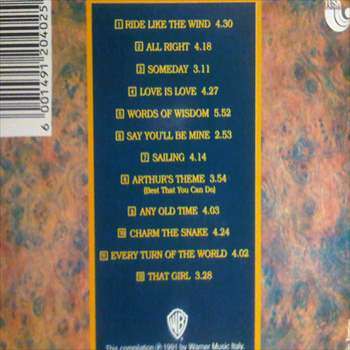 1 RIDE LIKE THE WIND 4.30
2 ALL RIGHT 4.18
3 SOMEDAY 3.11
4 LOVE IS LOVE 4.27
5 WORDS OF WISDOM 5.52
6 SAY YOU'LL BE MINE 2.53
7 SAILING 4.14
8 ARTHUR'S THEME 3.54
(Best That You Can Do)
9 ANY OLD TIME 4.03
10 CHARM THE SNAKE 4.24
11 EVERY TURN OF THE WORLD 4.02
12 THAT GIRL 3.28
WB
This compilation ℗ 1991 by Warner Music Italy.
6 001491 204025